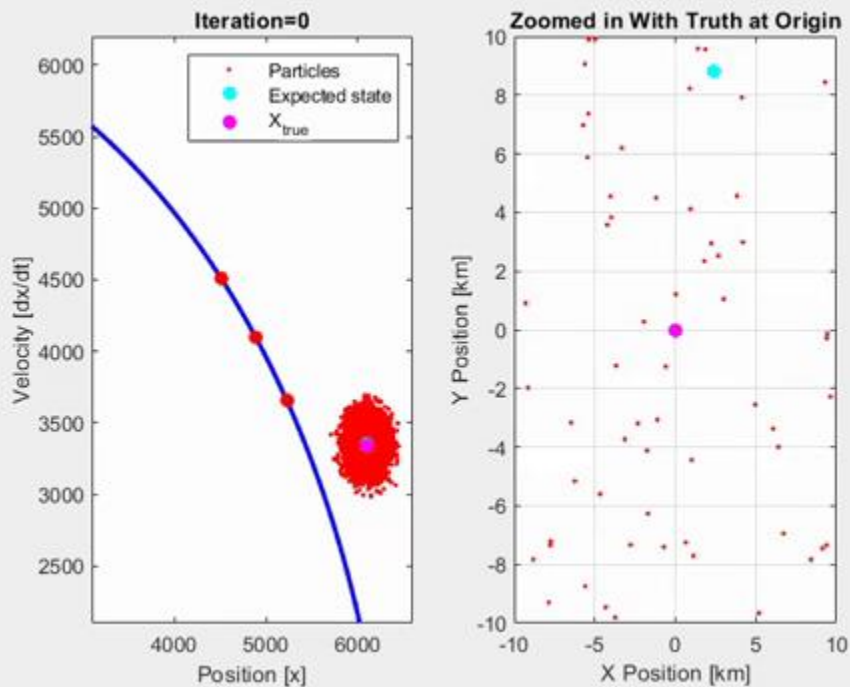 Iteration=0
6000
5500
5000
4500
4000
3500
3000
2500
Velocity [dx/dt]
4000 5000 6000
Position [x]
Particles
Expected state
X_true
Zoomed in With Truth at Origin
10
8
6
4
2
0
-2
-4
-6
-8
-10
Y Position [km]
-10 -5 0 5 10
X Position [km]